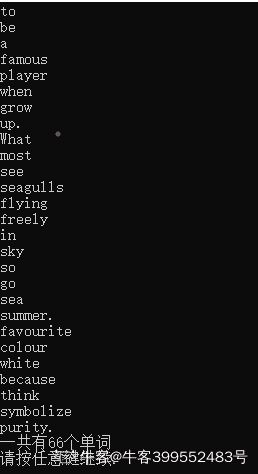 to
be
a
famous
player
when
grow
up.
What
most
see
seagulls
flying
freely
in
sky
so
go
sea
summer.
favourite
colour
white
because
think
symbolize
purity.
一共有66个单词
请按任意键继续. @牛客399552483号